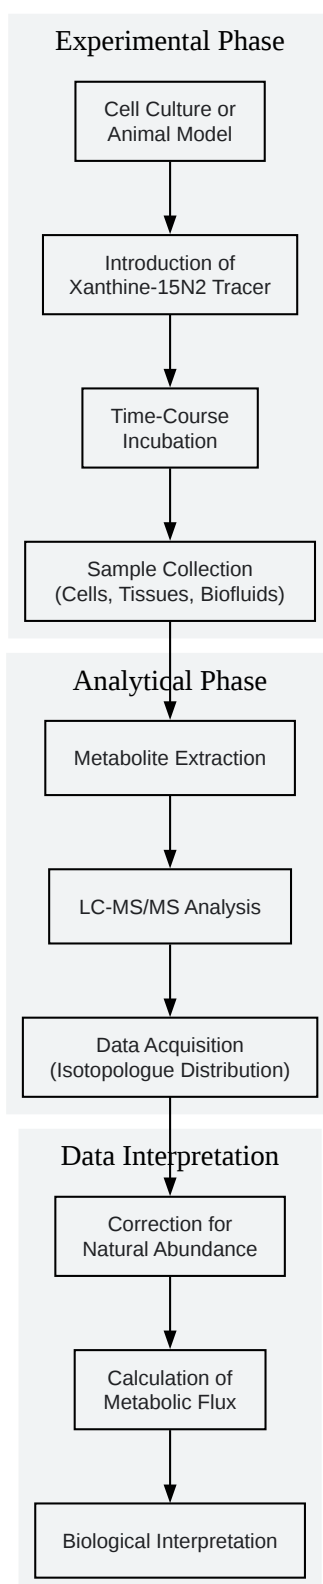 Experimental Phase
Cell Culture or
Animal Model
Introduction of
Xanthine-15N2 Tracer
Time-Course
Incubation
Sample Collection
(Cells, Tissues, Biofluids)
Analytical Phase
Metabolite Extraction
LC-MS/MS Analysis
Data Acquisition
(Isotopologue Distribution)
Data Interpretation
Correction for
Natural Abundance
Calculation of
Metabolic Flux
Biological Interpretation